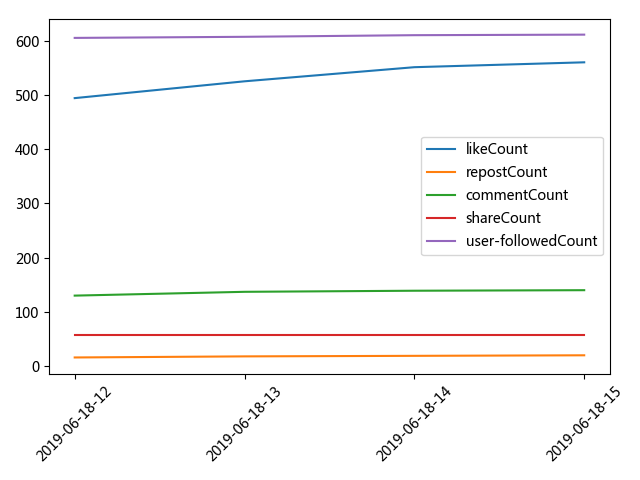 600
500
400
300
200
100
0
likeCount
repostCount
commentCount
shareCount
user-followedCount
2019-06-18-12
2019-06-18-13
2019-06-18-14
2019-06-18-15